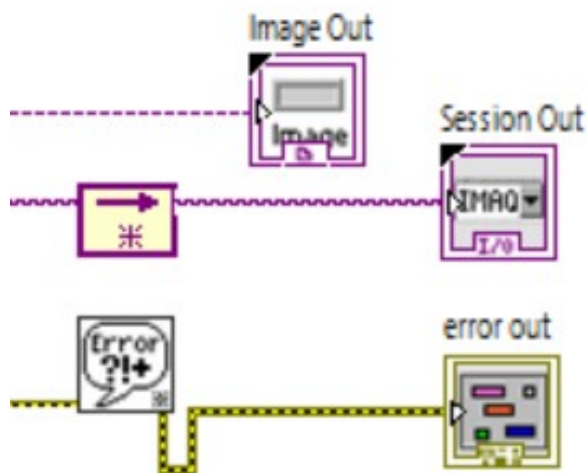 Image Out
Image
Session Out
IMAQ
I/O
Error
?!+
error out